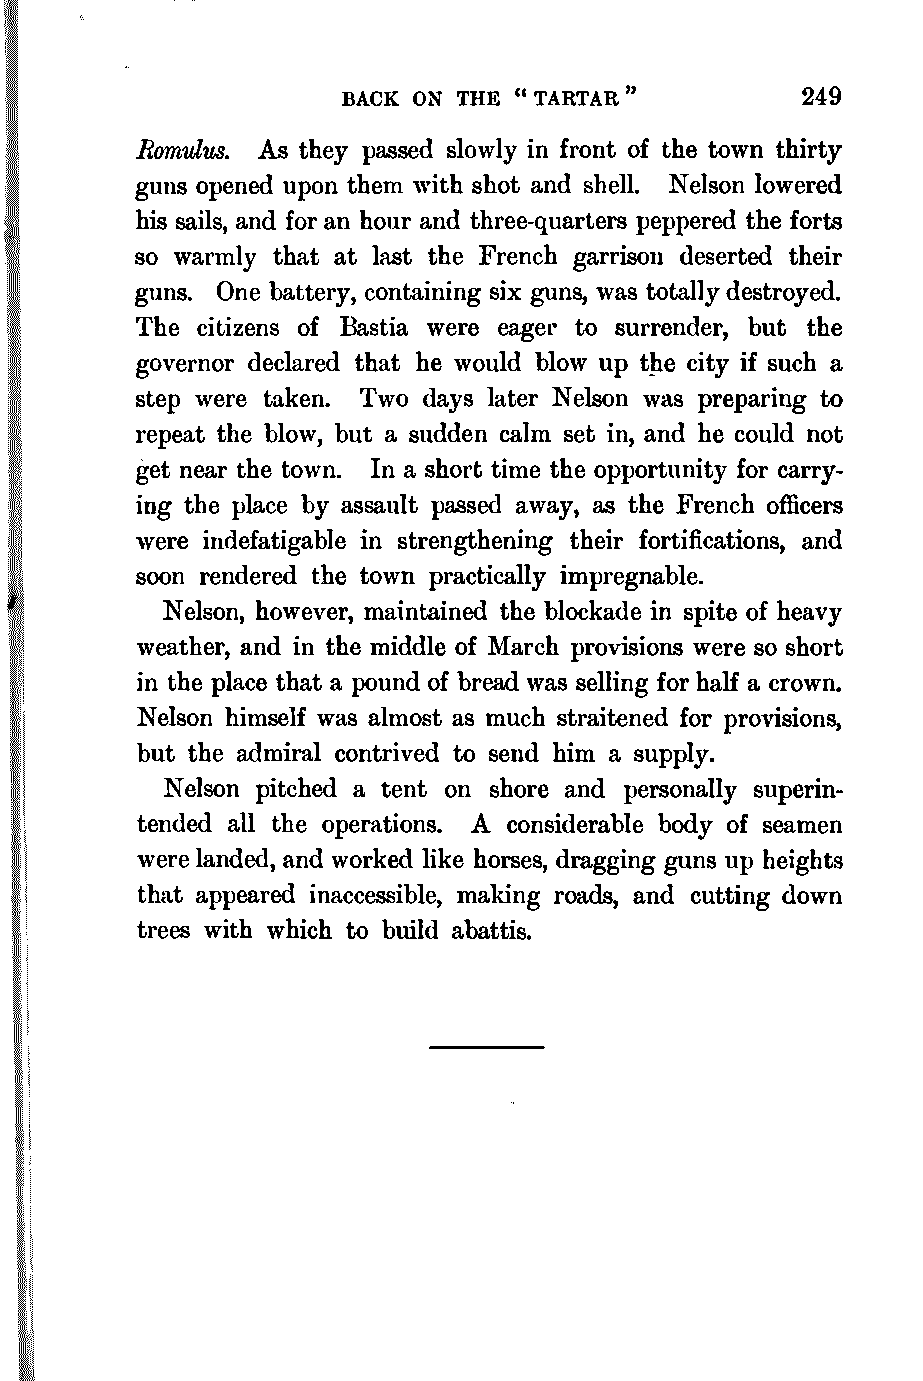 BACK ON THE “TARTAR” 249
Romulus. As they passed slowly in front of the town thirty
guns opened upon them with shot and shell. Nelson lowered
his sails, and for an hour and three-quarters peppered the forts
so warmly that at last the French garrison deserted their
guns. One battery, containing six guns, was totally destroyed.
The citizens of Bastia were eager to surrender, but the
governor declared that he would blow up the city if such a
step were taken. Two days later Nelson was preparing to
repeat the blow, but a sudden calm set in, and he could not
get near the town. In a short time the opportunity for carry-
ing the place by assault passed away, as the French officers
were indefatigable in strengthening their fortifications, and
soon rendered the town practically impregnable.
Nelson, however, maintained the blockade in spite of heavy
weather, and in the middle of March provisions were so short
in the place that a pound of bread was selling for half a crown.
Nelson himself was almost as much straitened for provisions,
but the admiral contrived to send him a supply.
Nelson pitched a tent on shore and personally superin-
tended all the operations. A considerable body of seamen
were landed, and worked like horses, dragging guns up heights
that appeared inaccessible, making roads, and cutting down
trees with which to build abattis.